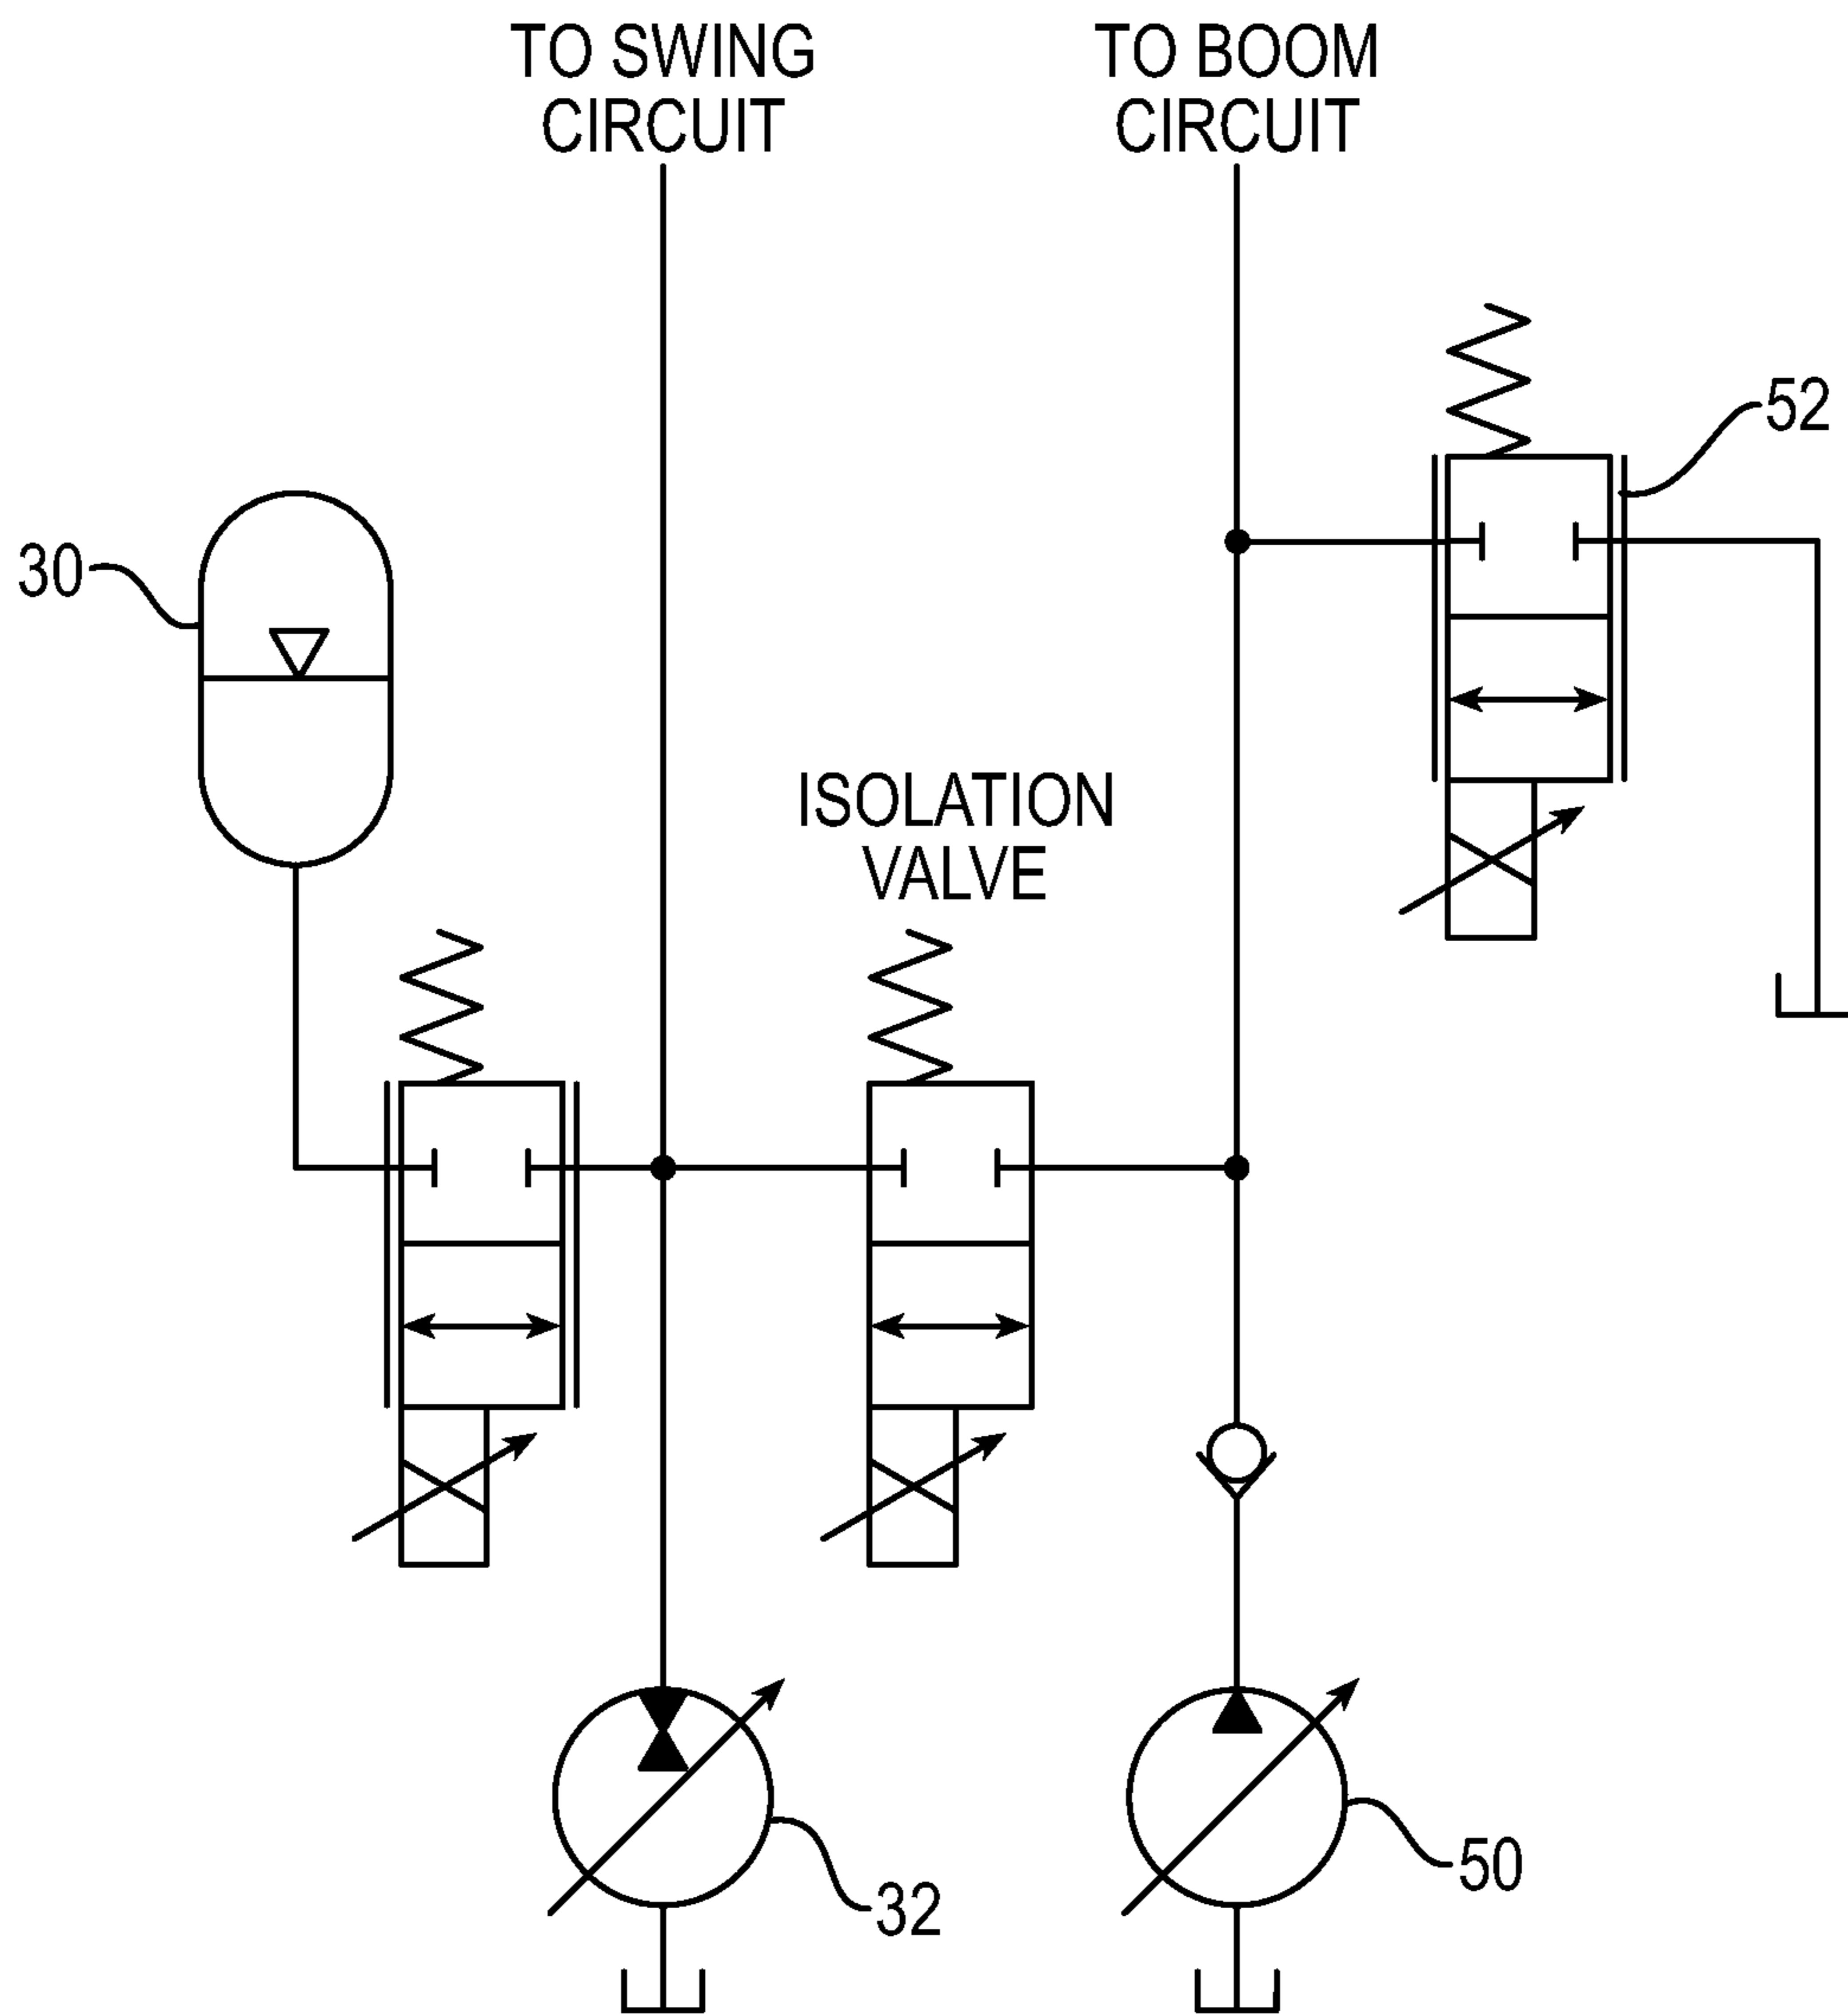 TO SWING
CIRCUIT
TO BOOM
CIRCUIT
52
30
ISOLATION
VALVE
50
32